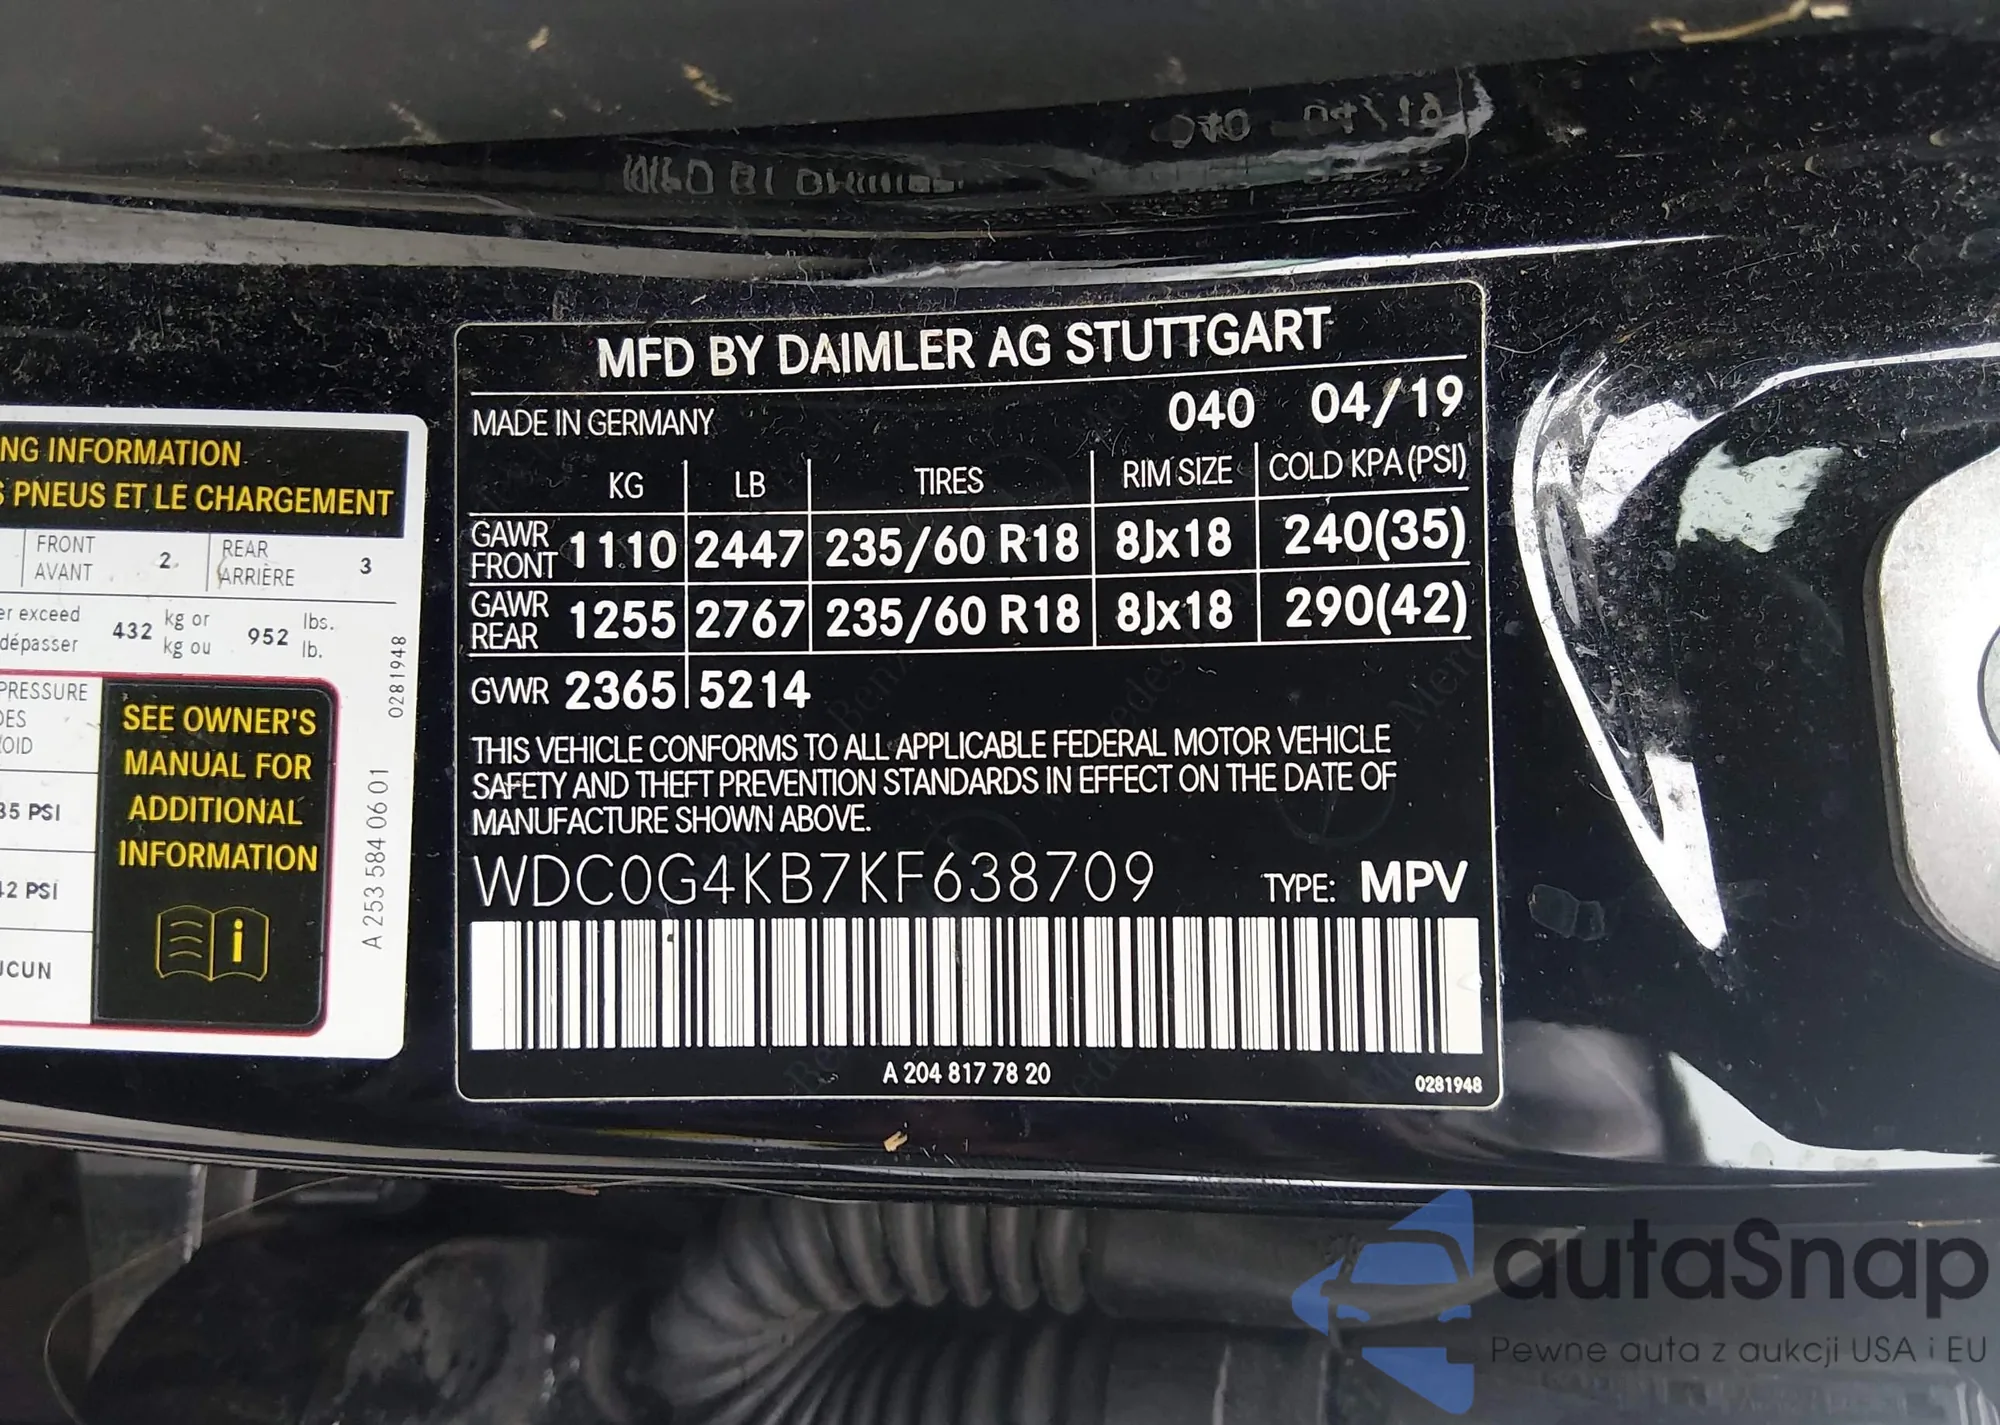 NG INFORMATION
S PNEUS ET LE CHARGEMENT
FRONT
AVANT
2
REAR
ARRIÈRE
3
er exceed
dépasser
432
kg or
kg ou
952
lbs.
lb.
PRESSURE
DES
OID
35 PSI
42 PSI
UCUN
SEE OWNER'S
MANUAL FOR
ADDITIONAL
INFORMATION
i
A 253 584 06 01
0281948
MFD BY DAIMLER AG STUTTGART
MADE IN GERMANY 040 04/19
KG LB TIRES RIM SIZE COLD KPA (PSI)
GAWR
FRONT 1110 2447 235/60 R18 8Jx18 240(35)
GAWR
REAR 1255 2767 235/60 R18 8Jx18 290(42)
GVWR 2365 5214
THIS VEHICLE CONFORMS TO ALL APPLICABLE FEDERAL MOTOR VEHICLE
SAFETY AND THEFT PREVENTION STANDARDS IN EFFECT ON THE DATE OF
MANUFACTURE SHOWN ABOVE.
WDC0G4KB7KF638709 TYPE: MPV
A 204 817 78 20
0281948
autaSnap
Pewne auta z aukcji USA i EU